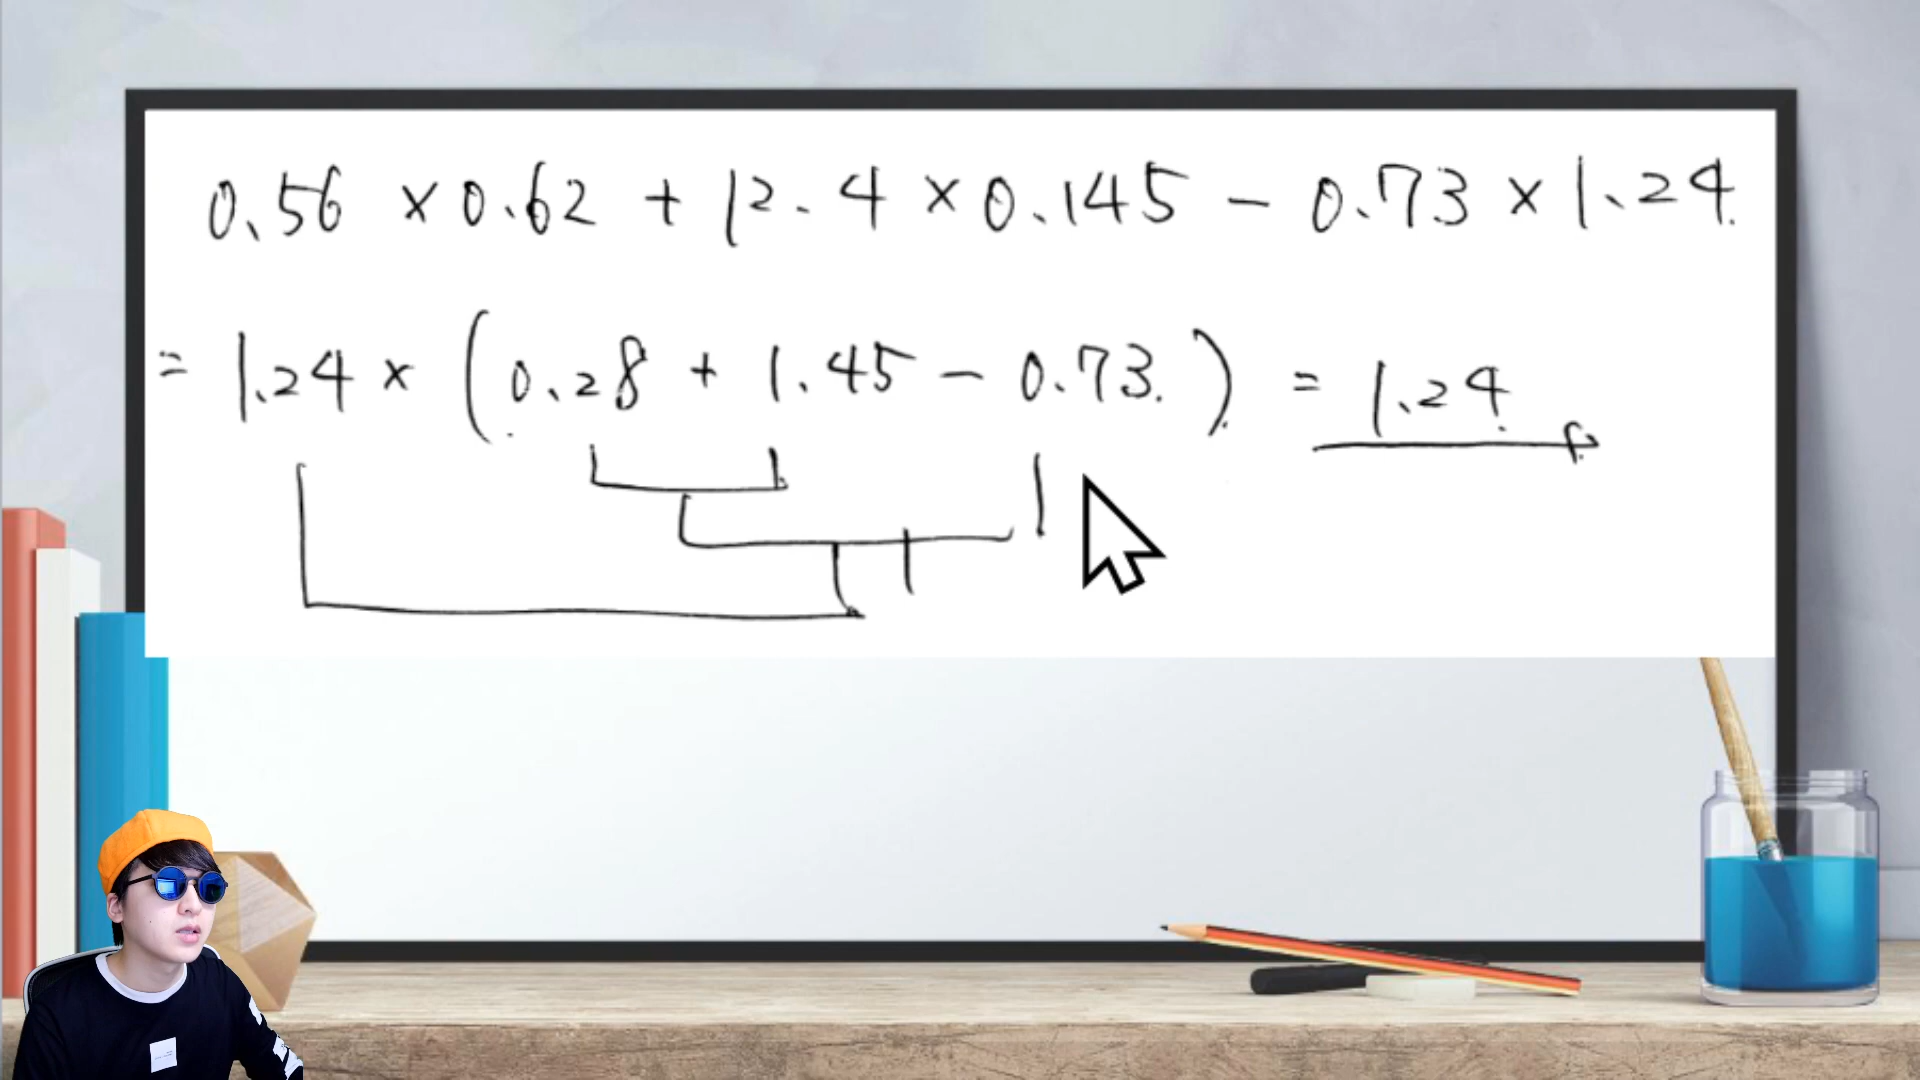 0.56 × 0.62 + 12.4 × 0.145 - 0.73 × 1.24
= 1.24 × (0.28 + 1.45 - 0.73) = 1.24